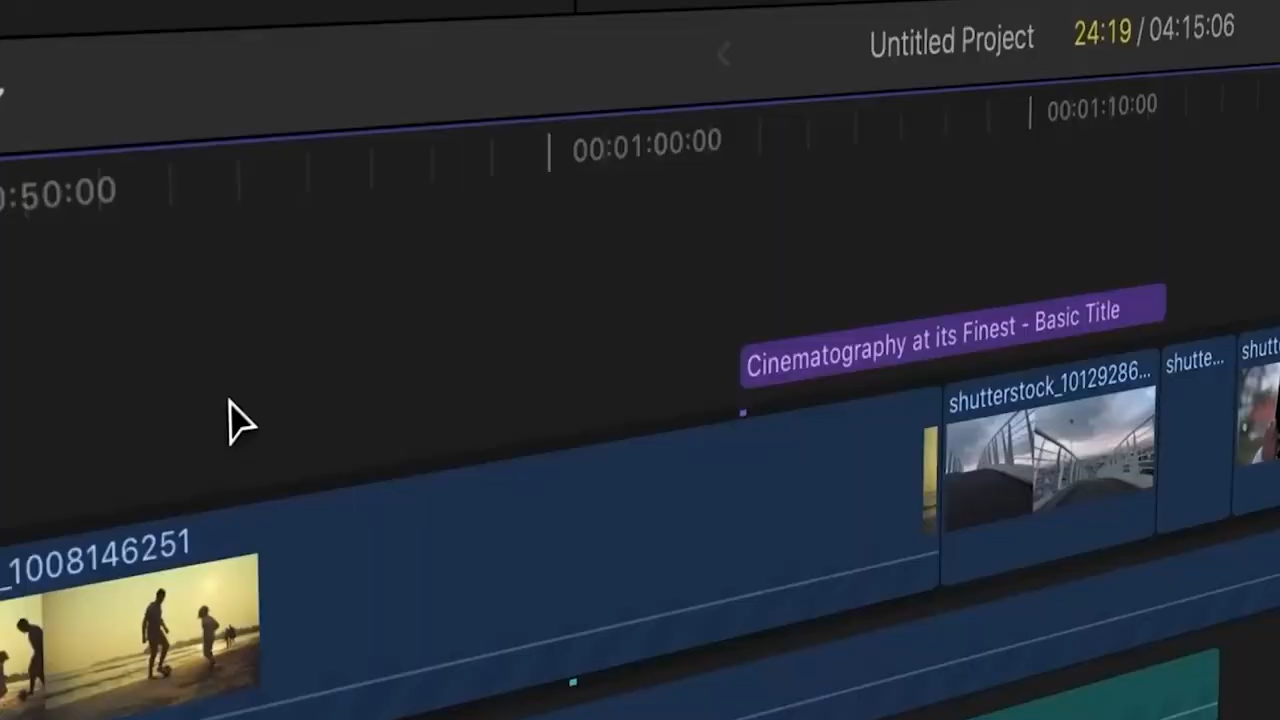 Untitled Project 24:19 / 04:15:06
0:50:00 00:01:00:00 00:01:10:00
Cinematography at its Finest - Basic Title
_1008146251 shutterstock_10129286... shutte... shutt